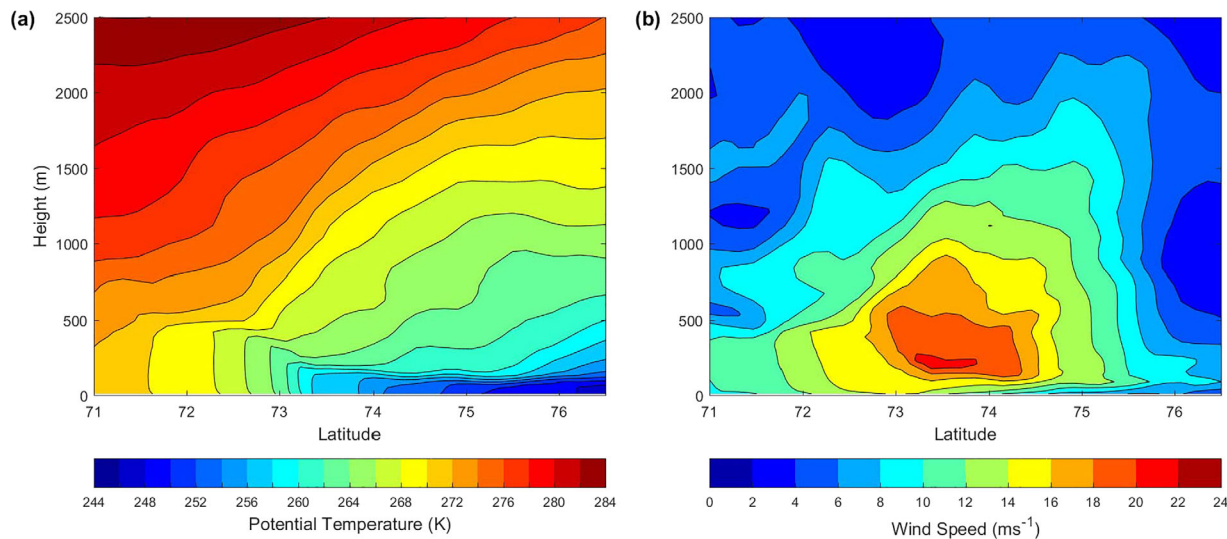 (a)
2500
2000
1500
1000
500
0
Height (m)
71 72 73 74 75 76
Latitude
244 248 252 256 260 264 268 272 276 280 284
Potential Temperature (K)
(b)
2500
2000
1500
1000
500
0
71 72 73 74 75 76
Latitude
0 2 4 6 8 10 12 14 16 18 20 22 24
Wind Speed (ms⁻¹)